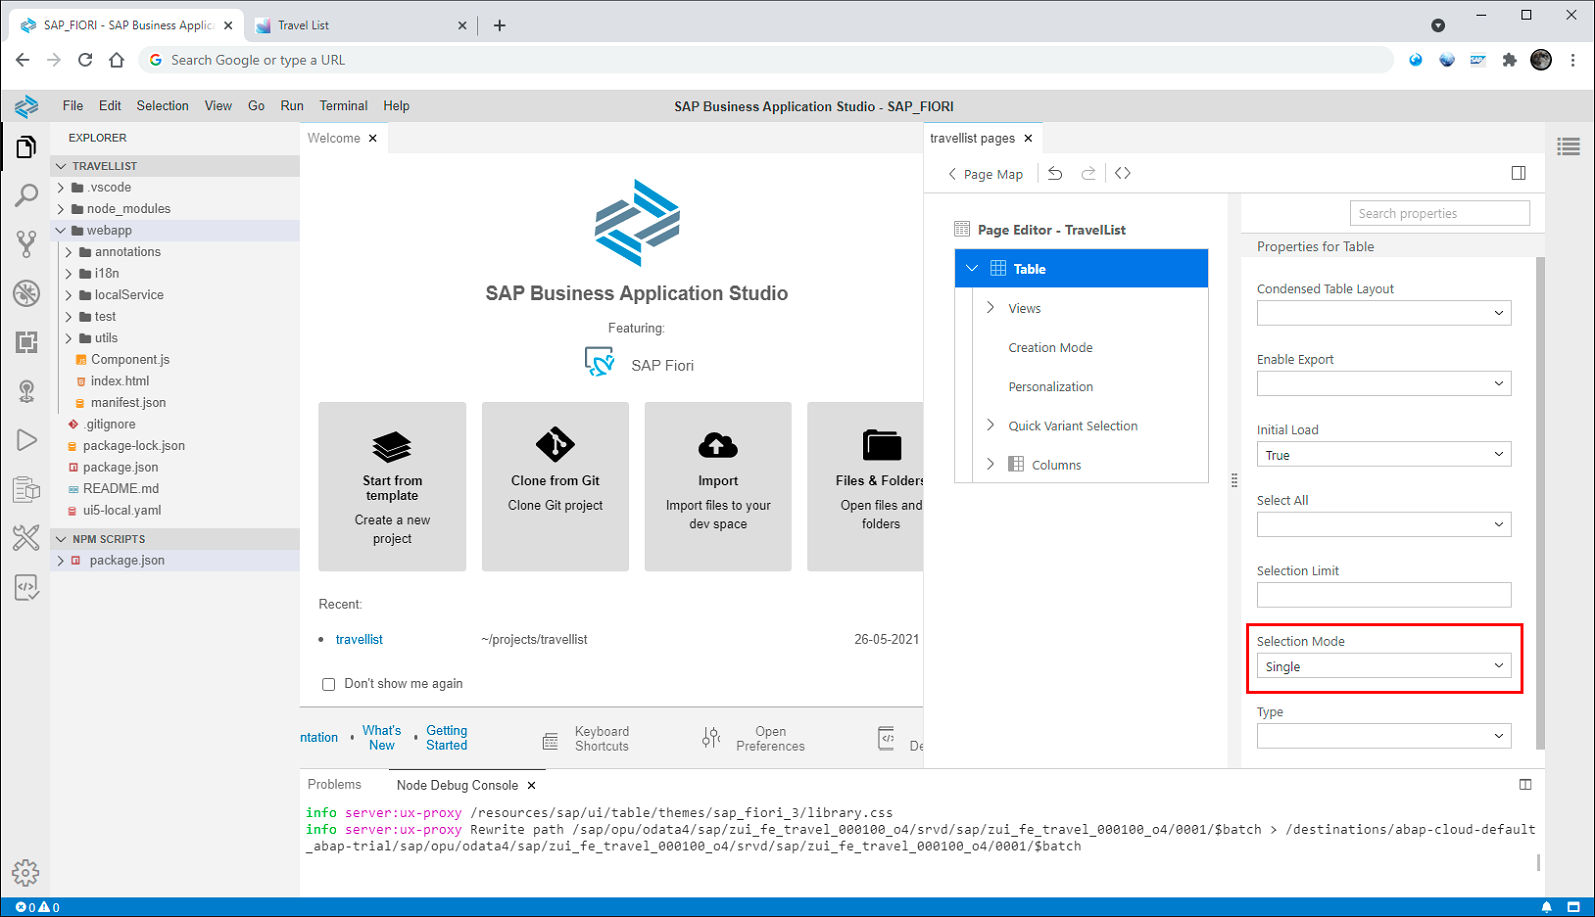 SAP_FIORI - SAP Business Applic
Travel List
Search Google or type a URL
File Edit Selection View Go Run Terminal Help
SAP Business Application Studio - SAP_FIORI
EXPLORER
TRAVELLIST
.vscode
node_modules
webapp
annotations
i18n
localService
test
utils
Component.js
index.html
manifest.json
.gitignore
package-lock.json
package.json
README.md
ui5-local.yaml
NPM SCRIPTS
package.json
Welcome
SAP Business Application Studio
Featuring:
SAP Fiori
Start from template
Create a new project
Clone from Git
Clone Git project
Import
Import files to your dev space
Files & Folders
Open files and folders
Recent:
travellist ~/projects/travellist 26-05-2021
Don't show me again
ntation
What's New
Getting Started
Keyboard Shortcuts
Open Preferences
De
travellist pages
Page Map
Page Editor - TravelList
Table
Views
Creation Mode
Personalization
Quick Variant Selection
Columns
Search properties
Properties for Table
Condensed Table Layout
Enable Export
Initial Load
True
Select All
Selection Limit
Selection Mode
Single
Type
Problems
Node Debug Console
info server:ux-proxy /resources/sap/ui/table/themes/sap_fiori_3/library.css
info server:ux-proxy Rewrite path /sap/opu/odata4/sap/zui_fe_travel_000100_o4/srvd/sap/zui_fe_travel_000100_o4/0001/$batch > /destinations/abap-cloud-default
_abap-trial/sap/opu/odata4/sap/zui_fe_travel_000100_o4/srvd/sap/zui_fe_travel_000100_o4/0001/$batch
0 0